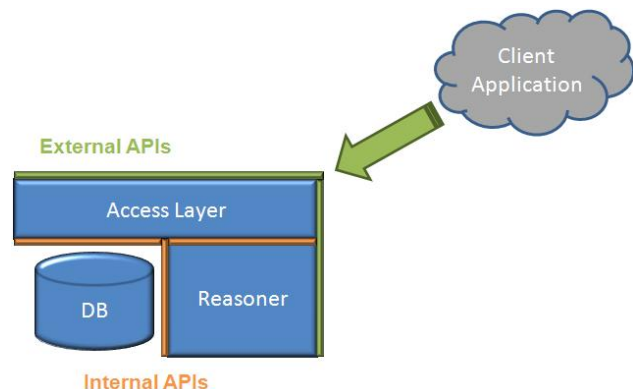 Client
Application
External APIs
Access Layer
DB
Reasoner
Internal APIs